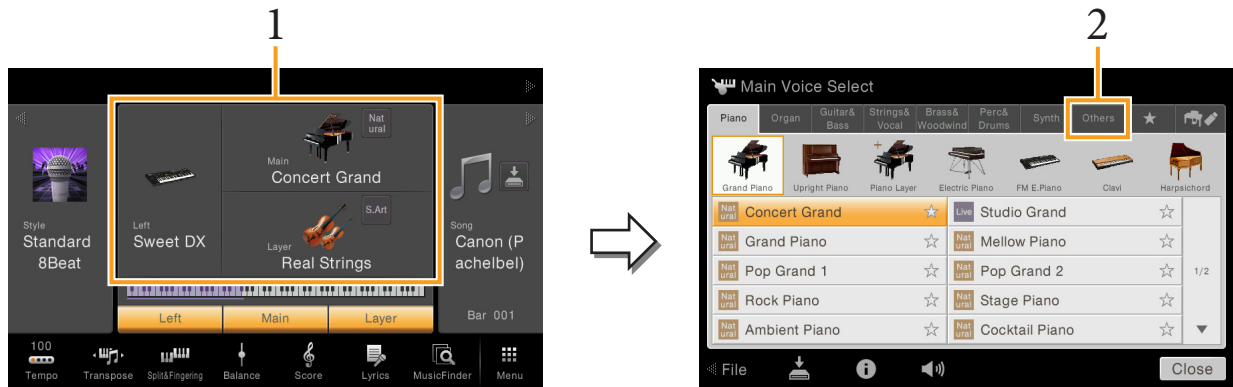 1
2
Style
Standard
8Beat
Left
Sweet DX
Nat
ural
Main
Concert Grand
S.Art
Layer
Real Strings
Song
Canon (P
achelbel)
Left
Main
Layer
Bar 001
100
Tempo
Transpose
Split&Fingering
Balance
Score
Lyrics
MusicFinder
Menu
Main Voice Select
Piano
Organ
Guitar&
Bass
Strings&
Vocal
Brass&
Woodwind
Perc&
Drums
Synth
Others
Grand Piano
Upright Piano
Piano Layer
Electric Piano
FM E.Piano
Clavi
Harpsichord
Nat
ural
Concert Grand
Live
Studio Grand
Nat
ural
Grand Piano
Nat
ural
Mellow Piano
Nat
ural
Pop Grand 1
Nat
ural
Pop Grand 2
1/2
Nat
ural
Rock Piano
Nat
ural
Stage Piano
Nat
ural
Ambient Piano
Nat
ural
Cocktail Piano
File
Close